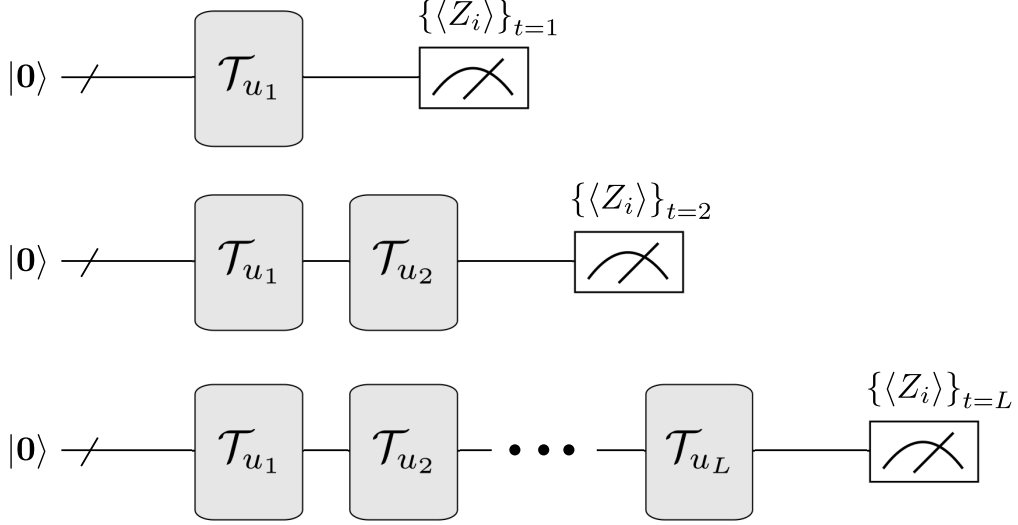 {⟨Z_i⟩}_{t=1}
|0⟩ 𝒯_{u_1}
{⟨Z_i⟩}_{t=2}
|0⟩ 𝒯_{u_1} 𝒯_{u_2}
{⟨Z_i⟩}_{t=L}
|0⟩ 𝒯_{u_1} 𝒯_{u_2} ••• 𝒯_{u_L}